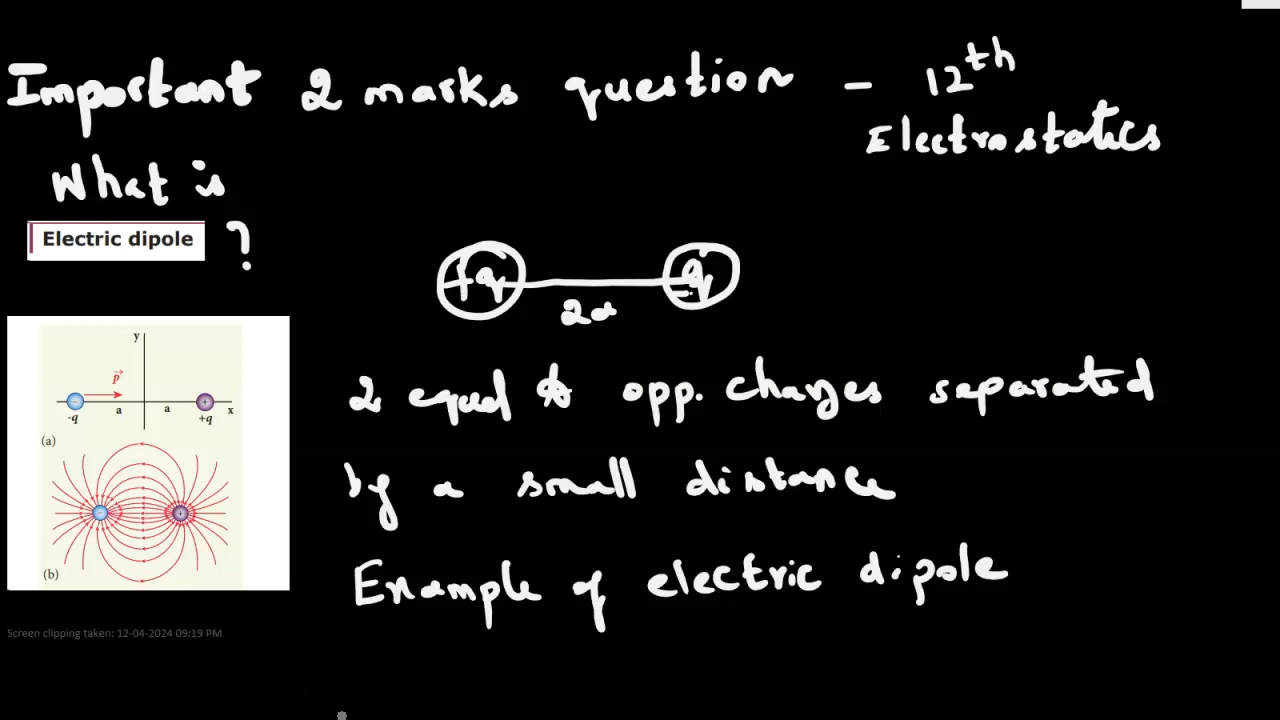 Important 2 marks question - 12th
Electrostatics
What is
Electric dipole ?
+q -q
2a
y
p
a a x
-q +q
(a)
(b)
2 equal & opp. charges separated
by a small distance
Example of electric dipole
Screen clipping taken: 12-04-2024 09:19 PM